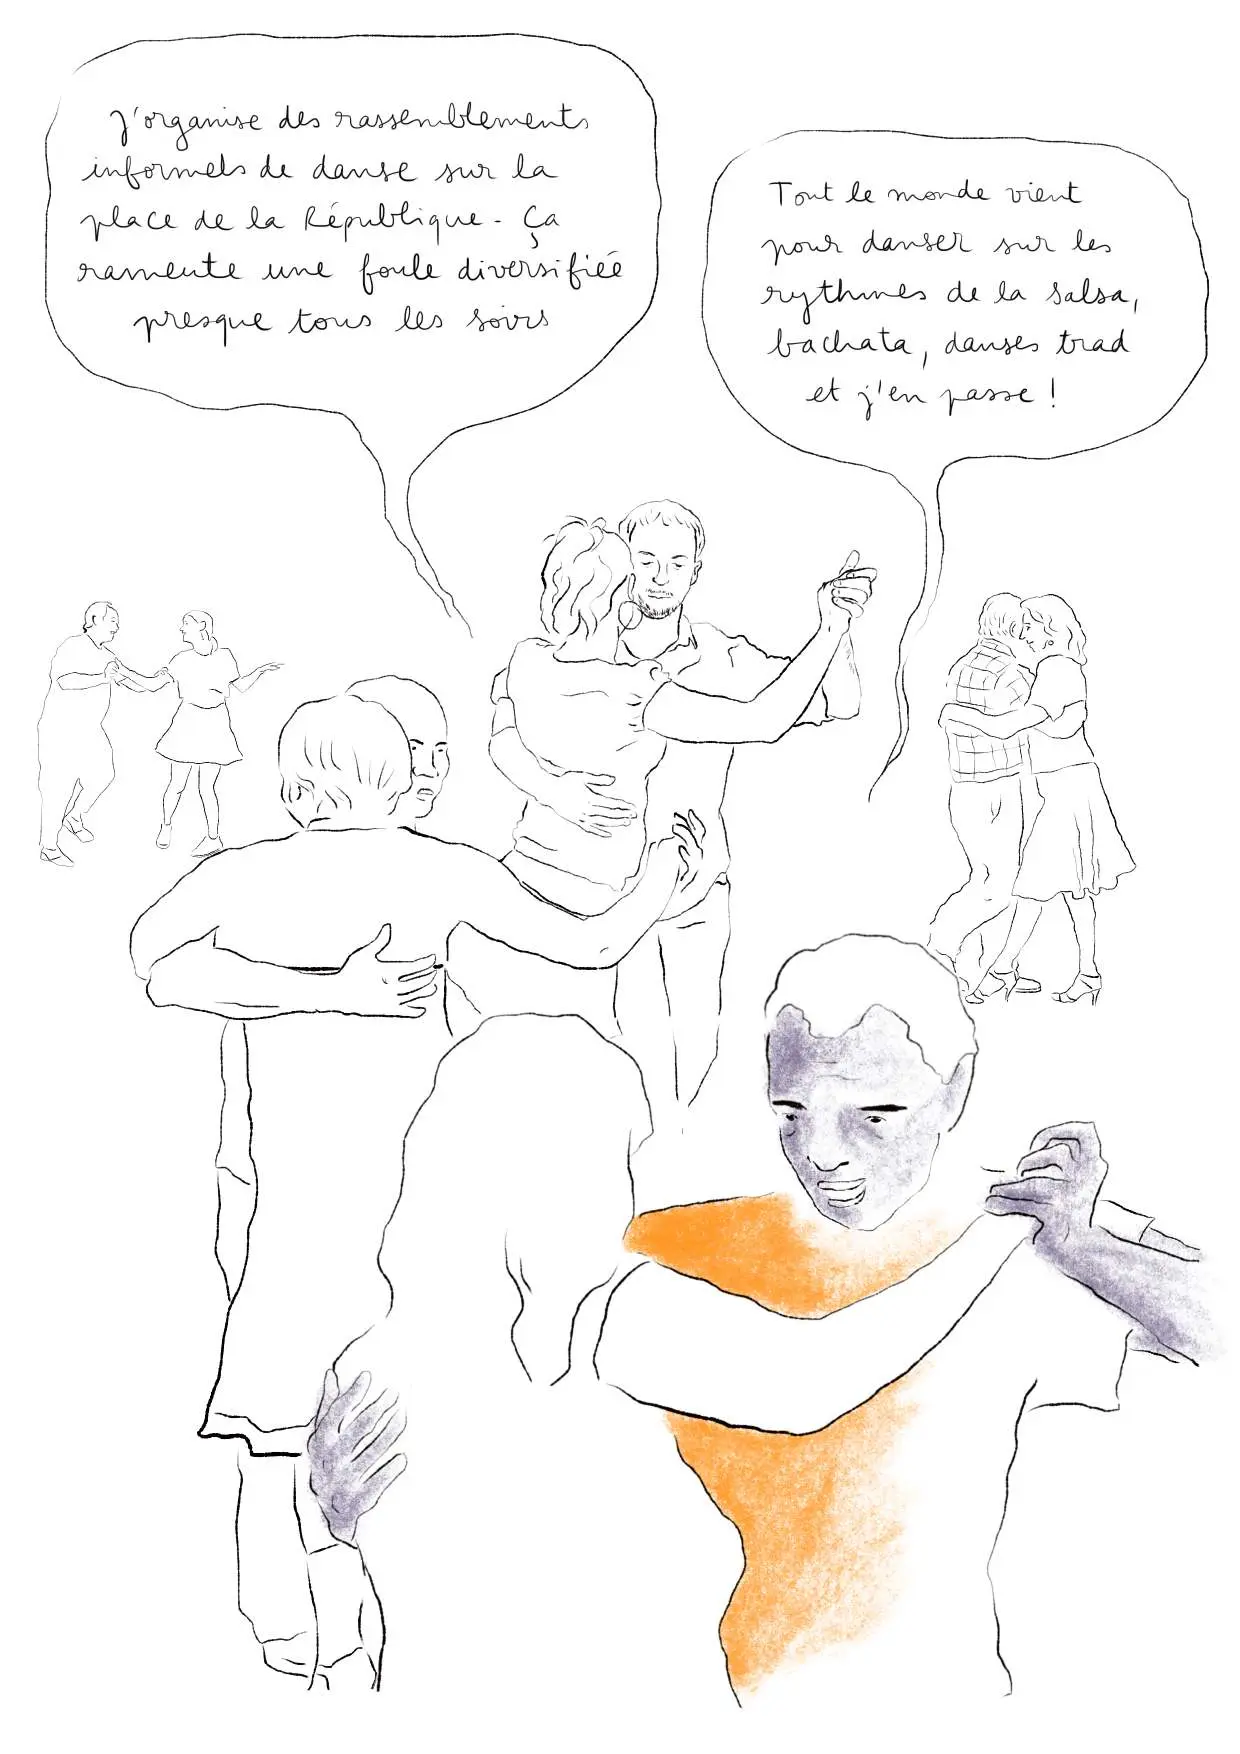 J'organise des rassemblements
informels de danse sur la
place de la République. Ça
rameute une foule diversifiée
presque tous les soirs
Tout le monde vient
pour danser sur les
rythmes de la salsa,
bachata, danses trad
et j'en passe !